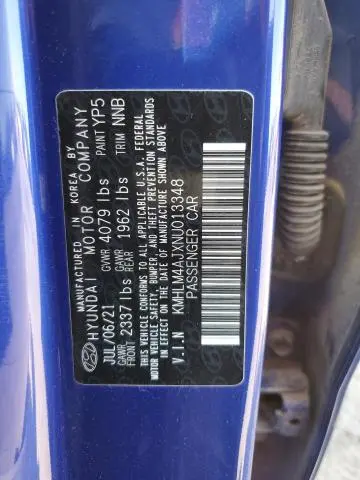 MANUFACTURED IN KOREA BY
HYUNDAI MOTOR COMPANY
JUL/06/21 GVWR 4079 lbs PAINT YP5
GAWR FRONT 2337 lbs GAWR REAR 1962 lbs TRIM NNB
THIS VEHICLE CONFORMS TO ALL APPLICABLE U.S.A. FEDERAL
MOTOR VEHICLE SAFETY, BUMPER, AND THEFT PREVENTION
STANDARDS IN EFFECT ON THE DATE OF MANUFACTURE
SHOWN ABOVE.
V.I.N KMHLM4AJXNU013348
PASSENGER CAR